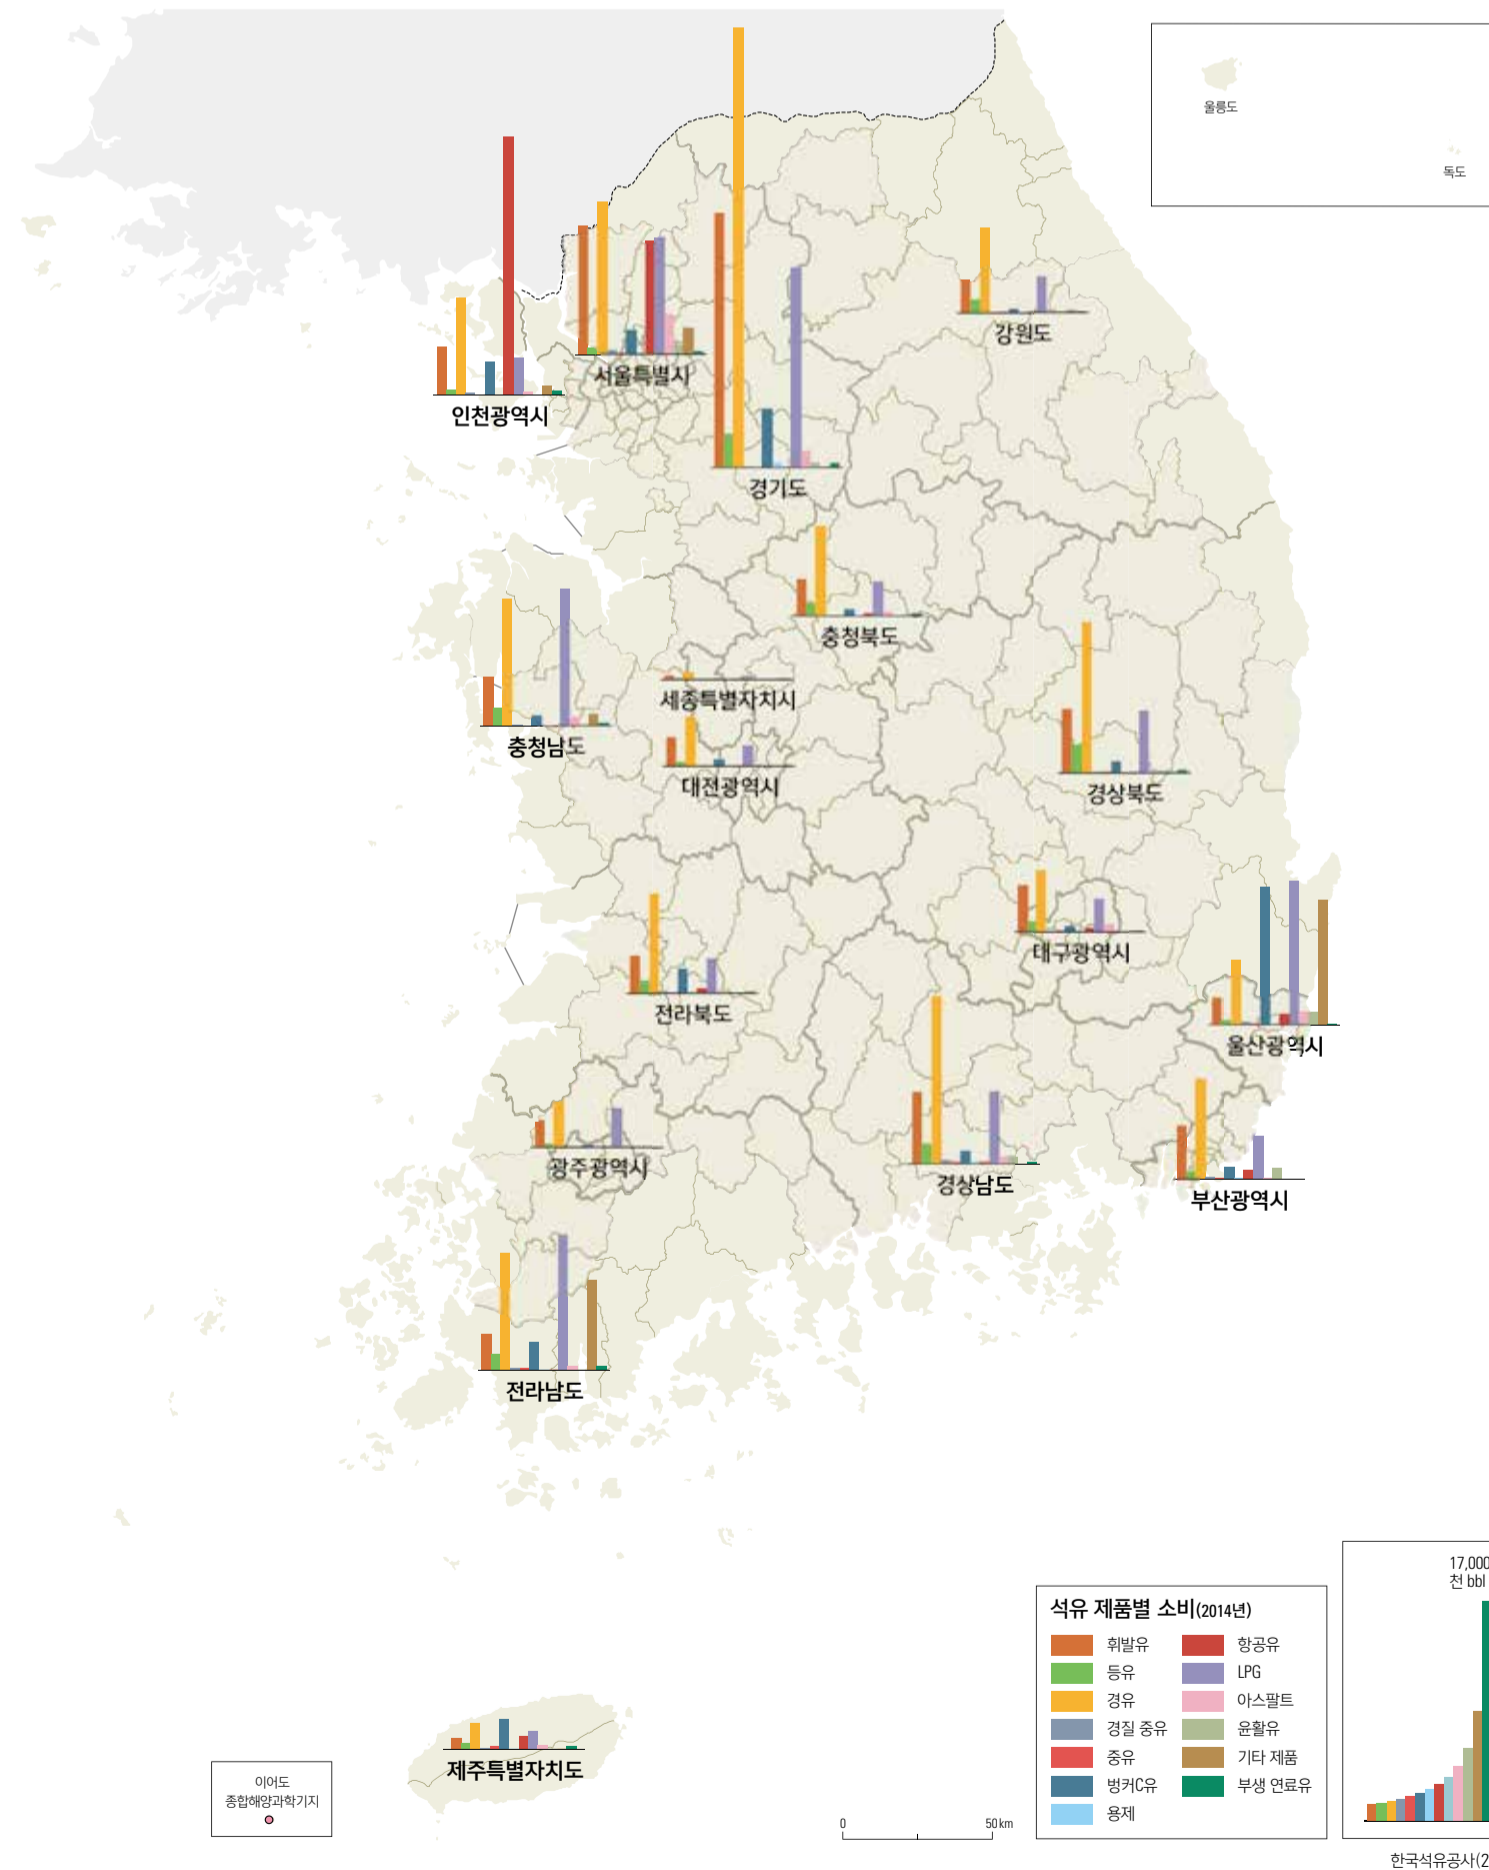 울릉도
독도
강원도
서울특별시
인천광역시
경기도
충청북도
세종특별자치시
충청남도
대전광역시
경상북도
대구광역시
전라북도
울산광역시
광주광역시
경상남도
부산광역시
전라남도
제주특별자치도
이어도
종합해양과학기지
0 50 km
석유 제품별 소비(2014년)
휘발유 항공유
등유 LPG
경유 아스팔트
경질 중유 윤활유
중유 기타 제품
벙커C유 부생 연료유
용제
17,000
천 bbl
한국석유공사(2